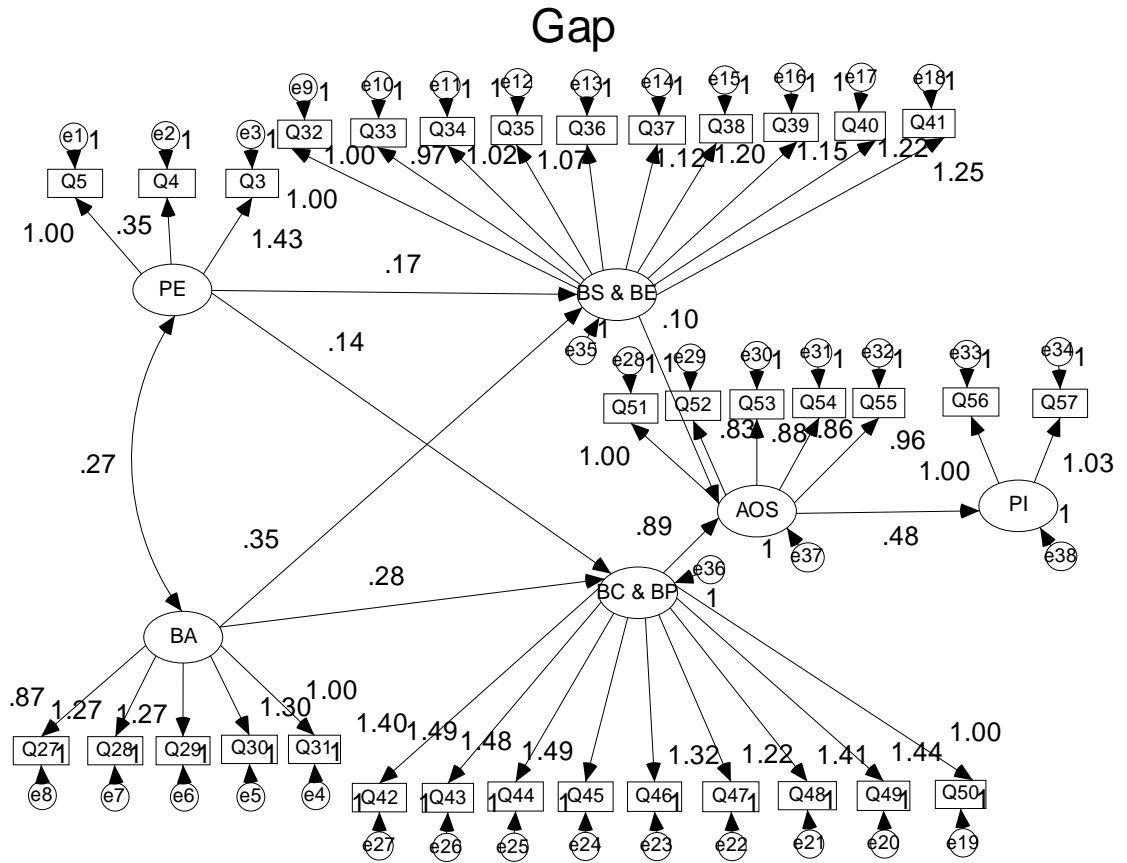 Gap
e9 1 e10 1 e11 1 e12 1 e13 1 e14 1 e15 1 e16 1 e17 1 e18 1
Q32 Q33 Q34 Q35 Q36 Q37 Q38 Q39 Q40 Q41
e1 1 e2 1 e3 1
Q5 Q4 Q3
1.00 .97 1.02 1.07 1.12 1.20 1.15 1.22 1.25
1.00 .35 1.43 1.00
PE .17 BS & BE
e35 1 .10
.14
e28 1 e29 1 e30 1 e31 1 e32 1 e33 1 e34 1
Q51 Q52 Q53 Q54 Q55 Q56 Q57
1.00 .83 .88 .86 .96 1.00 1.03
.27
AOS PI 1
.35 .89 1 e37 .48 e38
.28 e36
BC & BP 1
BA
.87 1.27 1.27 1.30 1.00
1.40 1.49 1.48 1.49 1.32 1.22 1.41 1.44 1.00
Q27 1 Q28 1 Q29 1 Q30 1 Q31 1
e8 e7 e6 e5 e4
1 Q42 1 Q43 1 Q44 1 Q45 Q46 1 Q47 1 Q48 1 Q49 1 Q50 1
e27 e26 e25 e24 e23 e22 e21 e20 e19